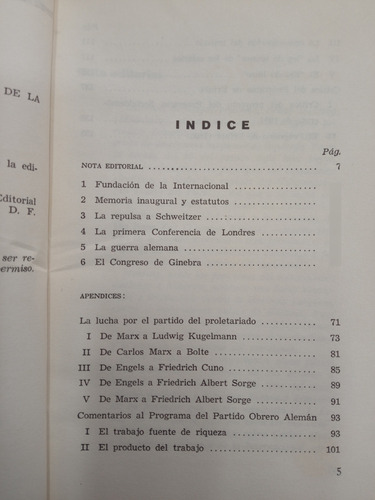 DE LA
la edi-
Editorial
D. F.
ser re-
permiso.
INDICE
Pág.
NOTA EDITORIAL 7
1 Fundación de la Internacional
2 Memoria inaugural y estatutos
3 La repulsa a Schweitzer
4 La primera Conferencia de Londres
5 La guerra alemana
6 El Congreso de Ginebra
APENDICES:
La lucha por el partido del proletariado 71
I De Marx a Ludwig Kugelmann 73
II De Carlos Marx a Bolte 81
III De Engels a Friedrich Cuno 85
IV De Engels a Friedrich Albert Sorge 89
V De Marx a Friedrich Albert Sorge 91
Comentarios al Programa del Partido Obrero Alemán 93
I El trabajo fuente de riqueza 93
II El producto del trabajo 101
5